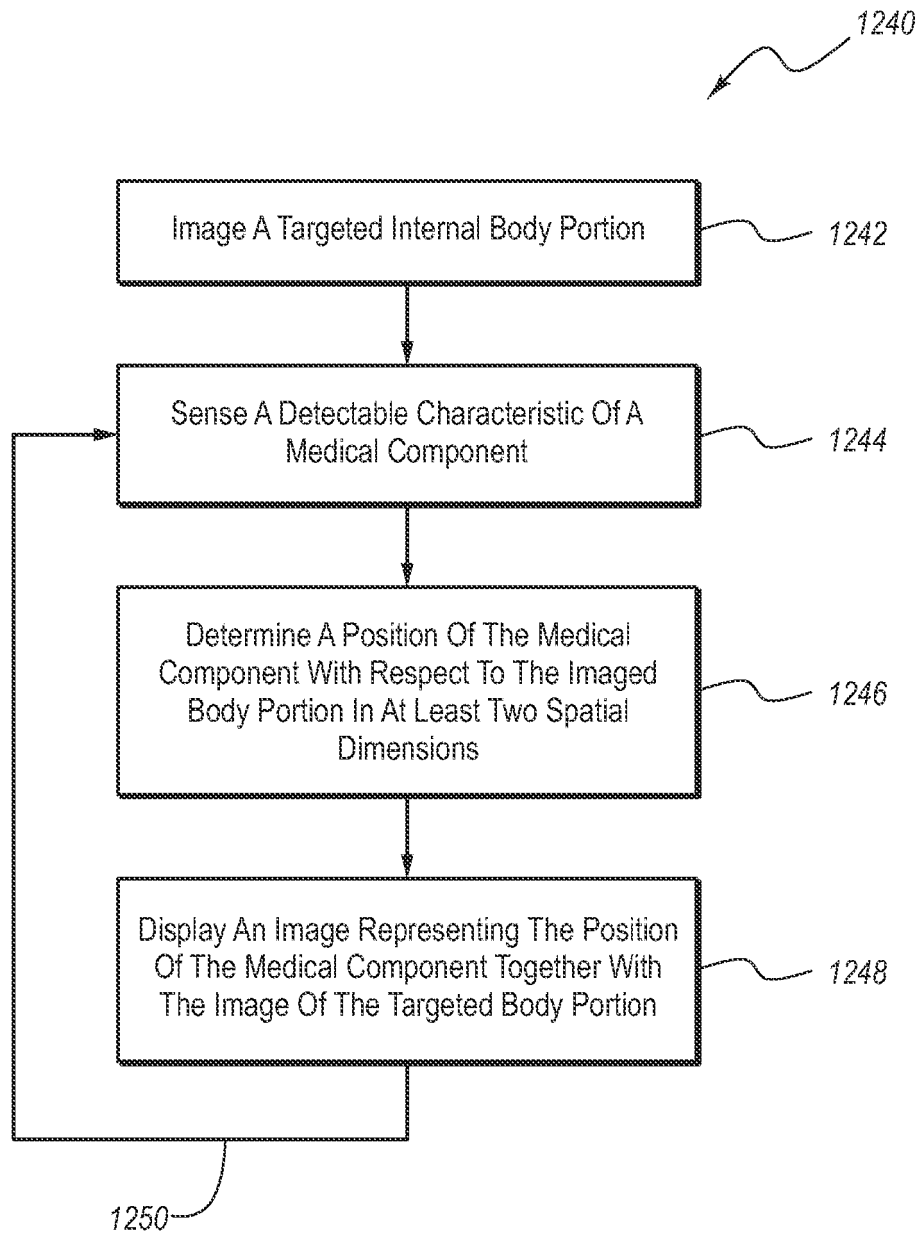 1240
Image A Targeted Internal Body Portion
1242
Sense A Detectable Characteristic Of A
Medical Component
1244
Determine A Position Of The Medical
Component With Respect To The Imaged
Body Portion In At Least Two Spatial
Dimensions
1246
Display An Image Representing The Position
Of The Medical Component Together With
The Image Of The Targeted Body Portion
1248
1250